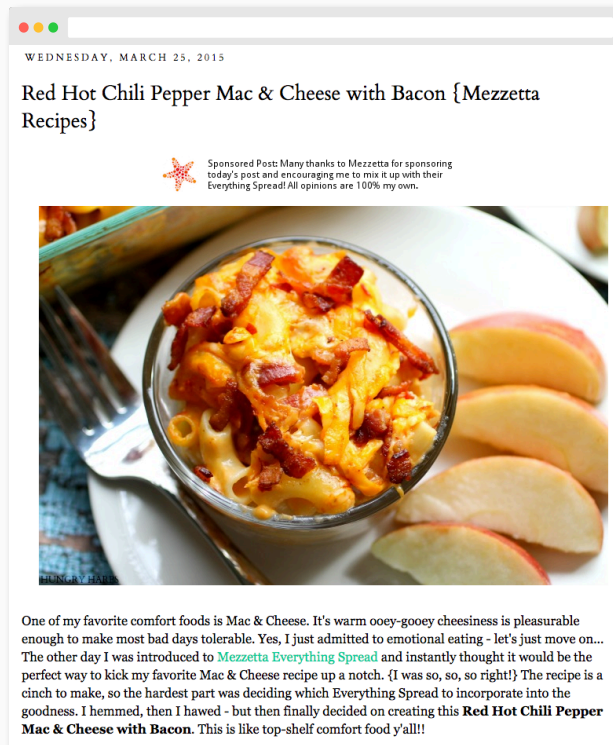 WEDNESDAY, MARCH 25, 2015
Red Hot Chili Pepper Mac & Cheese with Bacon {Mezzetta
Recipes}
Sponsored Post: Many thanks to Mezzetta for sponsoring
today's post and encouraging me to mix it up with their
Everything Spread! All opinions are 100% my own.
HUNGRY HARPS
One of my favorite comfort foods is Mac & Cheese. It's warm ooey-gooey cheesiness is pleasurable
enough to make most bad days tolerable. Yes, I just admitted to emotional eating - let's just move on...
The other day I was introduced to Mezzetta Everything Spread and instantly thought it would be the
perfect way to kick my favorite Mac & Cheese recipe up a notch. {I was so, so, so right!} The recipe is a
cinch to make, so the hardest part was deciding which Everything Spread to incorporate into the
goodness. I hemmed, then I hawed - but then finally decided on creating this Red Hot Chili Pepper
Mac & Cheese with Bacon. This is like top-shelf comfort food y'all!!